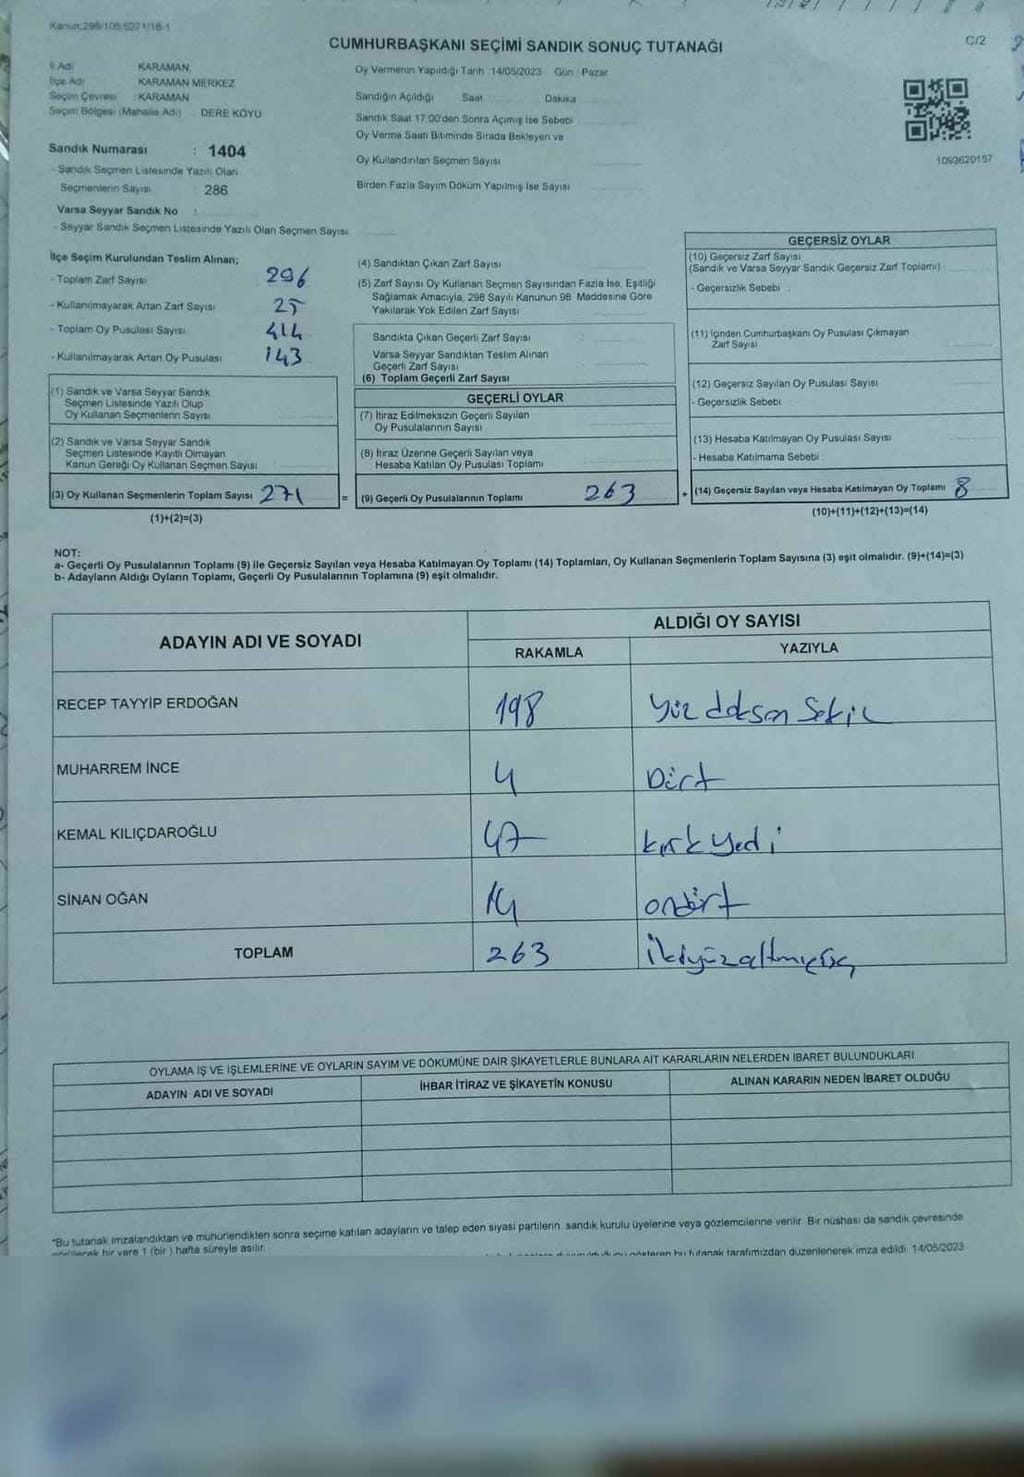 Kanun:298/105;6271/18-1
C/2
CUMHURBAŞKANI SEÇİMİ SANDIK SONUÇ TUTANAĞI
İl Adı KARAMAN
İlçe Adı KARAMAN MERKEZ
Seçim Çevresi : KARAMAN
Seçim Bölgesi (Mahalle Adı) DERE KÖYÜ
Sandık Numarası : 1404
- Sandık Seçmen Listesinde Yazılı Olan
Seçmenlerin Sayısı 286
Varsa Seyyar Sandık No :
- Seyyar Sandık Seçmen Listesinde Yazılı Olan Seçmen Sayısı
Oy Vermenin Yapıldığı Tarih : 14/05/2023 Gün : Pazar
Sandığın Açıldığı Saat Dakika
Sandık Saat 17.00'den Sonra Açımış İse Sebebi
Oy Verme Saati Bitiminde Sırada Bekleyen ve
Oy Kullandırılan Seçmen Sayısı
Birden Fazla Sayım Döküm Yapılmış İse Sayısı
1093620157
İlçe Seçim Kurulundan Teslim Alınan;
- Toplam Zarf Sayısı 296
- Kullanılmayarak Artan Zarf Sayısı 25
- Toplam Oy Pusulası Sayısı 414
- Kullanılmayarak Artan Oy Pusulası 143
(1) Sandık ve Varsa Seyyar Sandık
Seçmen Listesinde Yazılı Olup
Oy Kullanan Seçmenlerin Sayısı
(2) Sandık ve Varsa Seyyar Sandık
Seçmen Listesinde Kayıtlı Olmayan
Kanun Gereği Oy Kullanan Seçmen Sayısı
(3) Oy Kullanan Seçmenlerin Toplam Sayısı 271
(1)+(2)=(3)
(4) Sandıktan Çıkan Zarf Sayısı
(5) Zarf Sayısı Oy Kullanan Seçmen Sayısından Fazla İse, Eşitliği
Sağlamak Amacıyla, 298 Sayılı Kanunun 98. Maddesine Göre
Yakılarak Yok Edilen Zarf Sayısı
Sandıkta Çıkan Geçerli Zarf Sayısı
Varsa Seyyar Sandıktan Teslim Alınan
Geçerli Zarf Sayısı
(6) Toplam Geçerli Zarf Sayısı
GEÇERLİ OYLAR
(7) İtiraz Edilmeksizin Geçerli Sayılan
Oy Pusulalarının Sayısı
(8) İtiraz Üzerine Geçerli Sayılan veya
Hesaba Katılan Oy Pusulası Toplamı
= (9) Geçerli Oy Pusulalarının Toplamı 263
GEÇERSİZ OYLAR
(10) Geçersiz Zarf Sayısı
(Sandık ve Varsa Seyyar Sandık Geçersiz Zarf Toplamı)
- Geçersizlik Sebebi
(11) İçinden Cumhurbaşkanı Oy Pusulası Çıkmayan
Zarf Sayısı
(12) Geçersiz Sayılan Oy Pusulası Sayısı
- Geçersizlik Sebebi
(13) Hesaba Katılmayan Oy Pusulası Sayısı
- Hesaba Katılmama Sebebi
+ (14) Geçersiz Sayılan veya Hesaba Katılmayan Oy Toplamı 8
(10)+(11)+(12)+(13)=(14)
NOT:
a- Geçerli Oy Pusulalarının Toplamı (9) ile Geçersiz Sayılan veya Hesaba Katılmayan Oy Toplamı (14) Toplamları, Oy Kullanan Seçmenlerin Toplam Sayısına (3) eşit olmalıdır. (9)+(14)=(3)
b- Adayların Aldığı Oyların Toplamı, Geçerli Oy Pusulalarının Toplamına (9) eşit olmalıdır.
ADAYIN ADI VE SOYADI ALDIĞI OY SAYISI
RAKAMLA YAZIYLA
RECEP TAYYİP ERDOĞAN 198 Yüz doksan Sekiz
MUHARREM İNCE 4 Dört
KEMAL KILIÇDAROĞLU 47 kırk yedi
SİNAN OĞAN 14 ondört
TOPLAM 263 İkiyüzaltmışüç
OYLAMA İŞ VE İŞLEMLERİNE VE OYLARIN SAYIM VE DÖKÜMÜNE DAİR ŞİKAYETLERLE BUNLARA AİT KARARLARIN NELERDEN İBARET BULUNDUKLARI
ADAYIN ADI VE SOYADI İHBAR İTİRAZ VE ŞİKAYETİN KONUSU ALINAN KARARIN NEDEN İBARET OLDUĞU
*Bu tutanak imzalandıktan ve mühürlendikten sonra seçime katılan adayların ve talep eden siyasi partilerin sandık kurulu üyelerine veya gözlemcilerine verilir. Bir nüshası da sandık çevresinde
görülecek bir yere 1 (bir) hafta süreyle asılır.
gösteren bu tutanak tarafımızdan düzenlenerek imza edildi. 14/05/2023